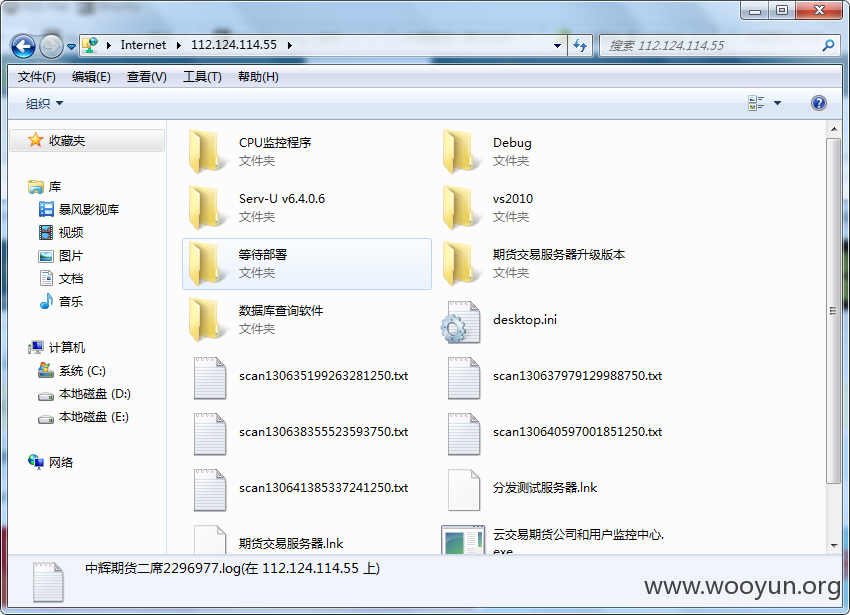 Internet 112.124.114.55
搜索 112.124.114.55
文件(F) 编辑(E) 查看(V) 工具(T) 帮助(H)
组织
收藏夹
库
暴风影视库
视频
图片
文档
音乐
计算机
系统 (C:)
本地磁盘 (D:)
本地磁盘 (E:)
网络
CPU监控程序
文件夹
Debug
文件夹
Serv-U v6.4.0.6
文件夹
vs2010
文件夹
等待部署
文件夹
期货交易服务器升级版本
文件夹
数据库查询软件
文件夹
desktop.ini
scan130635199263281250.txt
scan130637979129988750.txt
scan130638355523593750.txt
scan130640597001851250.txt
scan130641385337241250.txt
分发测试服务器.lnk
期货交易服务器.lnk
云交易期货公司和用户监控中心.
exe
中辉期货二席2296977.log(在 112.124.114.55 上)
www.wooyun.org